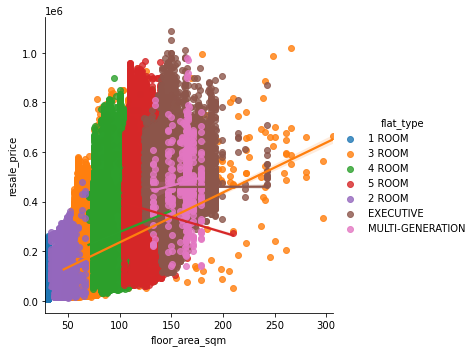 1e6
1.0
0.8
0.6
0.4
0.2
0.0
resale_price
50
100
150
200
250
300
floor_area_sqm
flat_type
1 ROOM
3 ROOM
4 ROOM
5 ROOM
2 ROOM
EXECUTIVE
MULTI-GENERATION